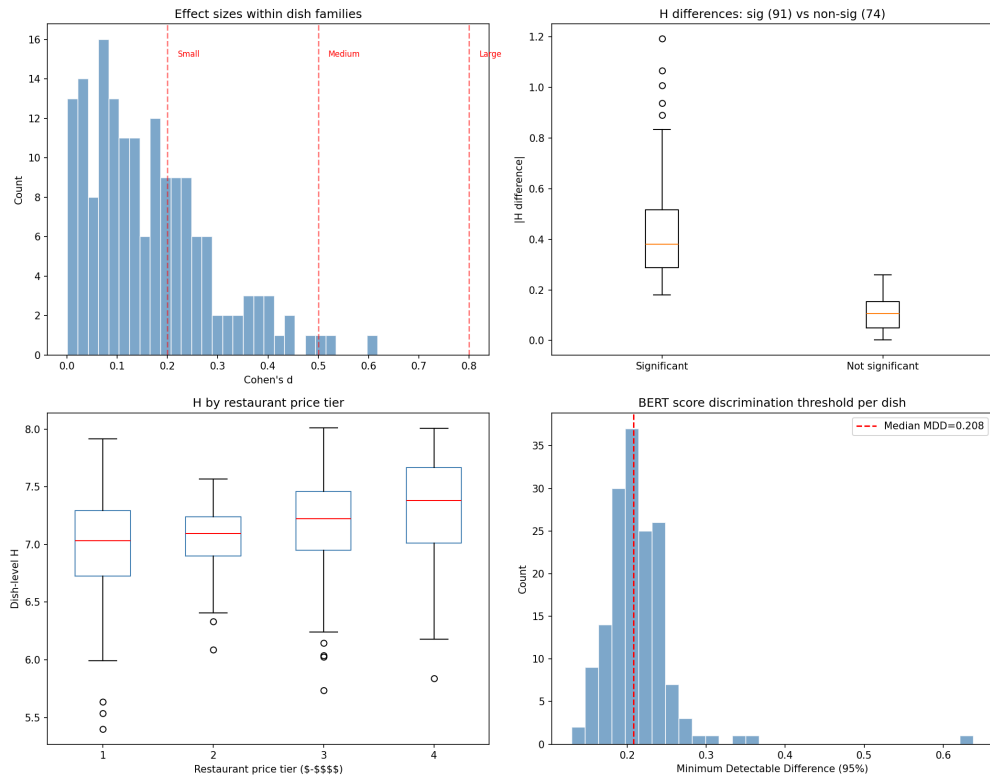 Effect sizes within dish families
Small
Medium
Large
Count
16
14
12
10
8
6
4
2
0
0.0 0.1 0.2 0.3 0.4 0.5 0.6 0.7 0.8
Cohen's d
H differences: sig (91) vs non-sig (74)
|H difference|
1.2
1.0
0.8
0.6
0.4
0.2
0.0
Significant Not significant
H by restaurant price tier
Dish-level H
8.0
7.5
7.0
6.5
6.0
5.5
1 2 3 4
Restaurant price tier ($-$$$$)
BERT score discrimination threshold per dish
Median MDD=0.208
Count
35
30
25
20
15
10
5
0
0.2 0.3 0.4 0.5 0.6
Minimum Detectable Difference (95%)